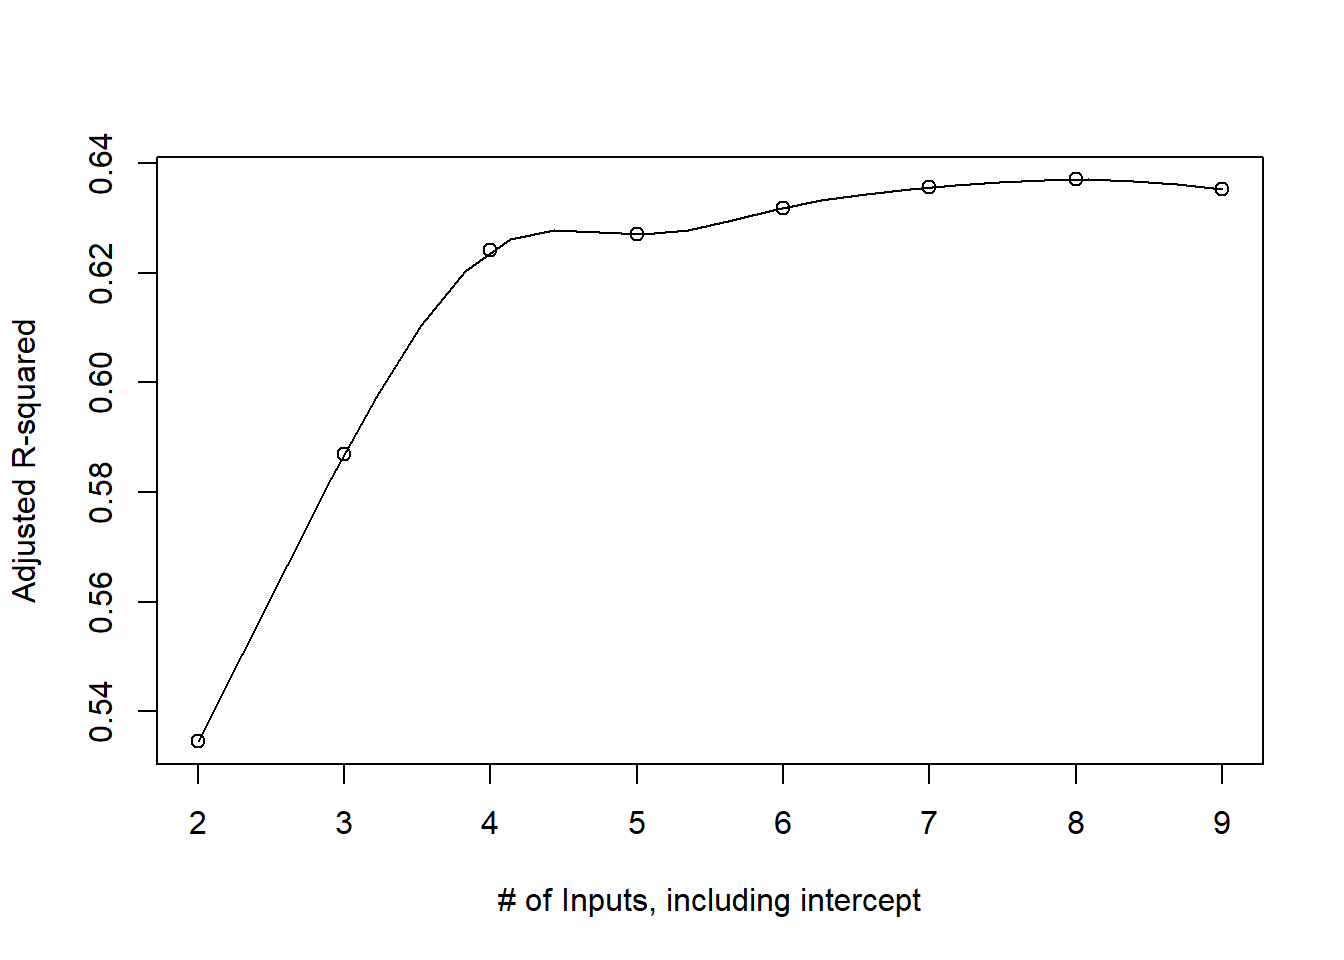 Adjusted R-squared
0.64
0.62
0.60
0.58
0.56
0.54
2 3 4 5 6 7 8 9
# of Inputs, including intercept